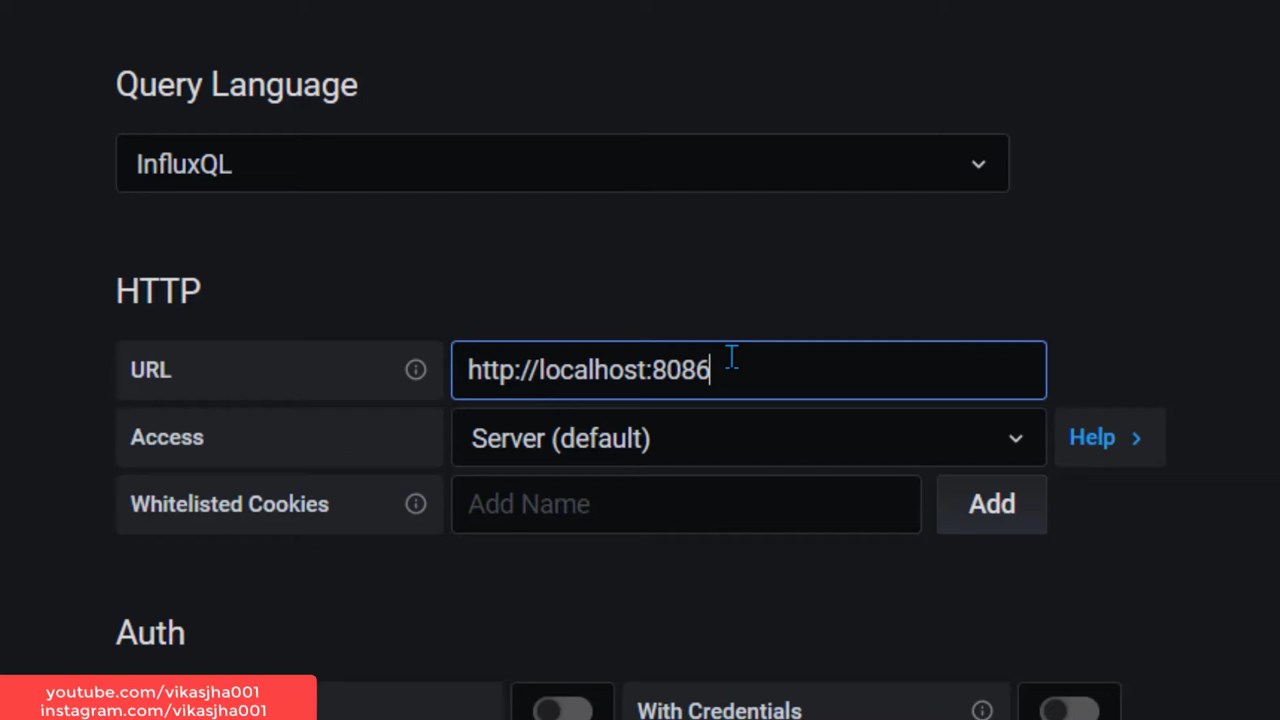 Query Language
InfluxQL
HTTP
URL
http://localhost:8086
Access
Server (default)
Help
Whitelisted Cookies
Add Name
Add
Auth
With Credentials
youtube.com/vikasjha001
instagram.com/vikasjha001